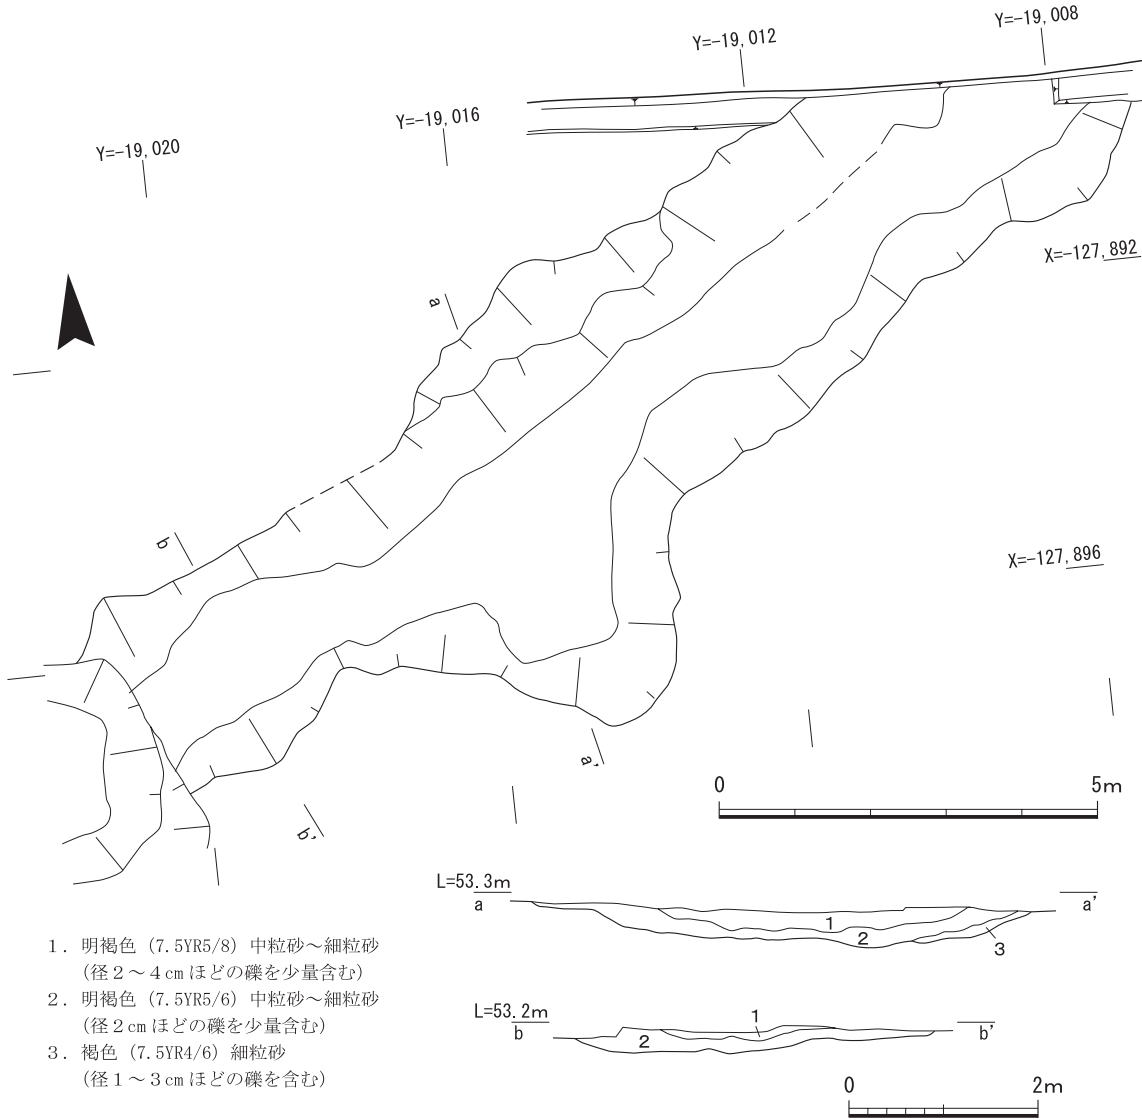 Y=-19,008
Y=-19,012
Y=-19,016
Y=-19,020
X=-127,892
a
b
X=-127,896
a’
b’
0 5m
L=53.3m
a a’
1
2
3
L=53.2m
b b’
1
2
0 2m
1．明褐色（7.5YR5/8）中粒砂～細粒砂
（径２～４cmほどの礫を少量含む）
2．明褐色（7.5YR5/6）中粒砂～細粒砂
（径２cmほどの礫を少量含む）
3．褐色（7.5YR4/6）細粒砂
（径１～３cmほどの礫を含む）